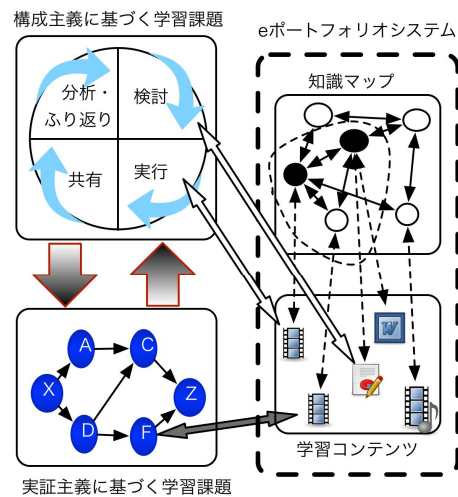 構成主義に基づく学習課題
eポートフォリオシステム
分析・
ふり返り
検討
共有
実行
知識マップ
A
C
X
Z
D
F
W
学習コンテンツ
実証主義に基づく学習課題